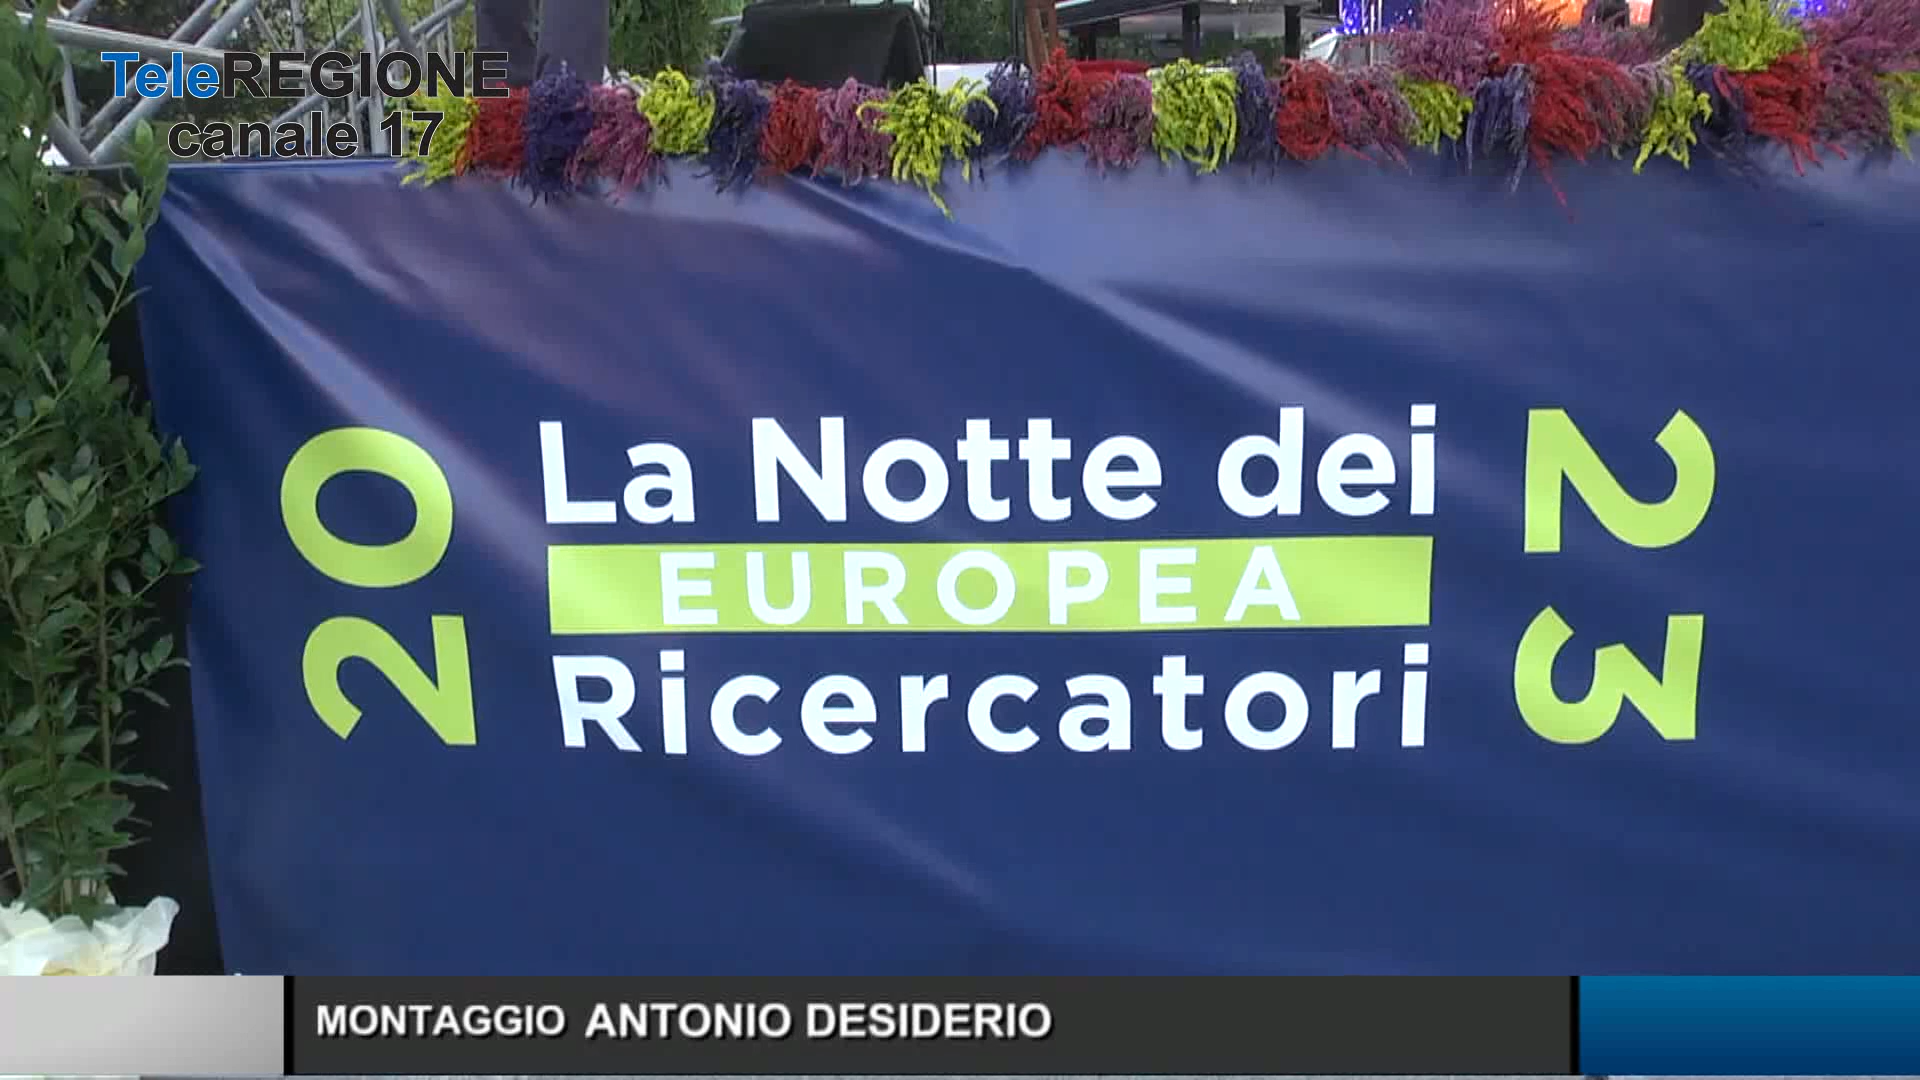 TeleREGIONE
canale 17
20
La Notte dei
EUROPEA
Ricercatori
23
MONTAGGIO ANTONIO DESIDERIO